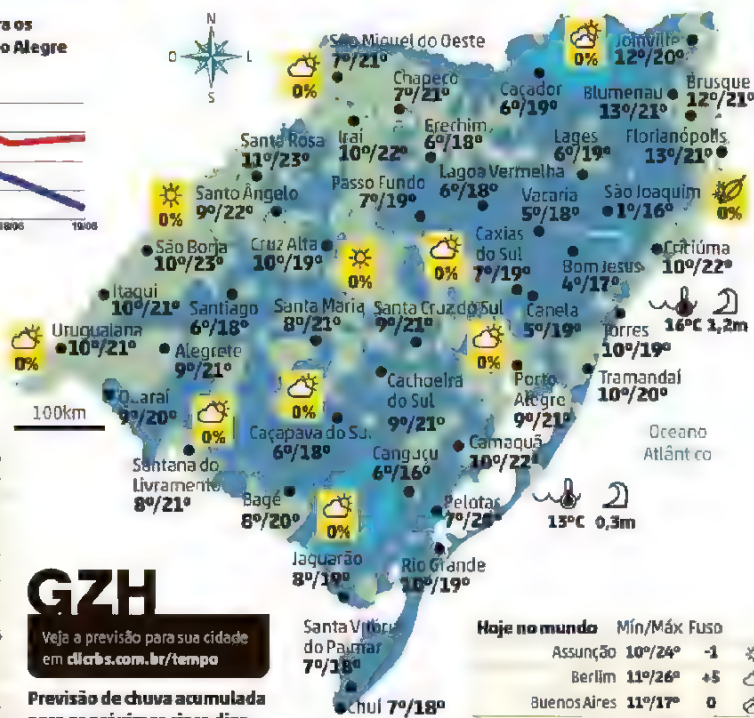 ra os
o Alegre
18/06 19/06
N
O L
S
São Miguel do Oeste
7º/21º
0%
Chapecó
7º/21º
Caçador
6º/19º
0%
Joinville
12º/20º
Blumenau
13º/21º
Brusque
12º/21º
Santa Rosa
11º/23º
Iraí
10º/22º
Erechim
6º/18º
Lages
6º/19º
Florianópolis
13º/21º
0%
Santo Ângelo
9º/22º
Passo Fundo
7º/19º
Lagoa Vermelha
6º/18º
Vacaria
5º/18º
São Joaquim
1º/16º
0%
São Borja
10º/23º
Cruz Alta
10º/19º
0%
0%
Caxias
do Sul
7º/19º
Bom Jesus
4º/17º
Criciúma
10º/22º
Itaqui
10º/21º
Santiago
6º/18º
Santa Maria
8º/21º
Santa Cruz do Sul
9º/21º
Canela
5º/19º
16ºC 1,2m
0%
Uruguaiana
10º/21º
Alegrete
9º/21º
0%
Torres
10º/19º
Quaraí
9º/20º
0%
0%
Cachoeira
do Sul
9º/21º
Porto
Alegre
9º/21º
Tramandaí
10º/20º
100km
Caçapava do Sul
6º/18º
Oceano
Atlântico
Santana do
Livramento
8º/21º
Canguçu
6º/16º
Camaquã
10º/22º
Bagé
8º/20º
0%
Pelotas
13ºC 0,3m
Jaguarão
8º/19º
Rio Grande
10º/19º
GZH
Veja a previsão para sua cidade
em clicrbs.com.br/tempo
Santa Vitória
do Palmar
7º/18º
Chuí 7º/18º
Previsão de chuva acumulada
Hoje no mundo Mín/Máx Fuso
Assunção 10º/24º -1
Berlim 11º/26º +5
Buenos Aires 11º/17º 0